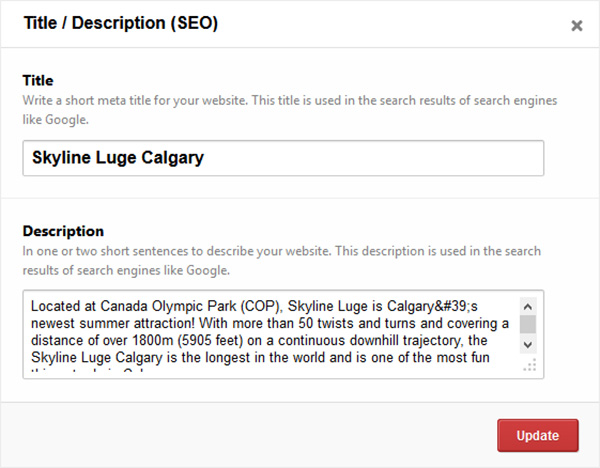 Title / Description (SEO)
Title
Write a short meta title for your website. This title is used in the search results of search engines
like Google.
Skyline Luge Calgary
Description
In one or two short sentences to describe your website. This description is used in the search
results of search engines like Google.
Located at Canada Olympic Park (COP), Skyline Luge is Calgary&#39;s
newest summer attraction! With more than 50 twists and turns and covering a
distance of over 1800m (5905 feet) on a continuous downhill trajectory, the
Skyline Luge Calgary is the longest in the world and is one of the most fun
Update